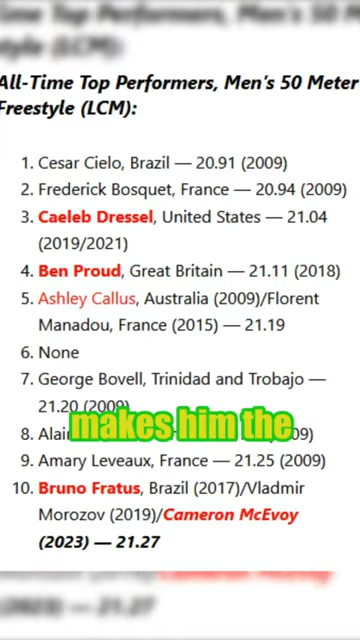 All-Time Top Performers, Men's 50 Meter
Freestyle (LCM):
1. Cesar Cielo, Brazil — 20.91 (2009)
2. Frederick Bosquet, France — 20.94 (2009)
3. Caeleb Dressel, United States — 21.04
(2019/2021)
4. Ben Proud, Great Britain — 21.11 (2018)
5. Ashley Callus, Australia (2009)/Florent
Manadou, France (2015) — 21.19
6. None
7. George Bovell, Trinidad and Trobajo —
21.20 (2009)
makes him the
8. Alain
9. Amary Leveaux, France — 21.25 (2009)
10. Bruno Fratus, Brazil (2017)/Vladmir
Morozov (2019)/Cameron McEvoy
(2023) — 21.27
(2023) — 21.27